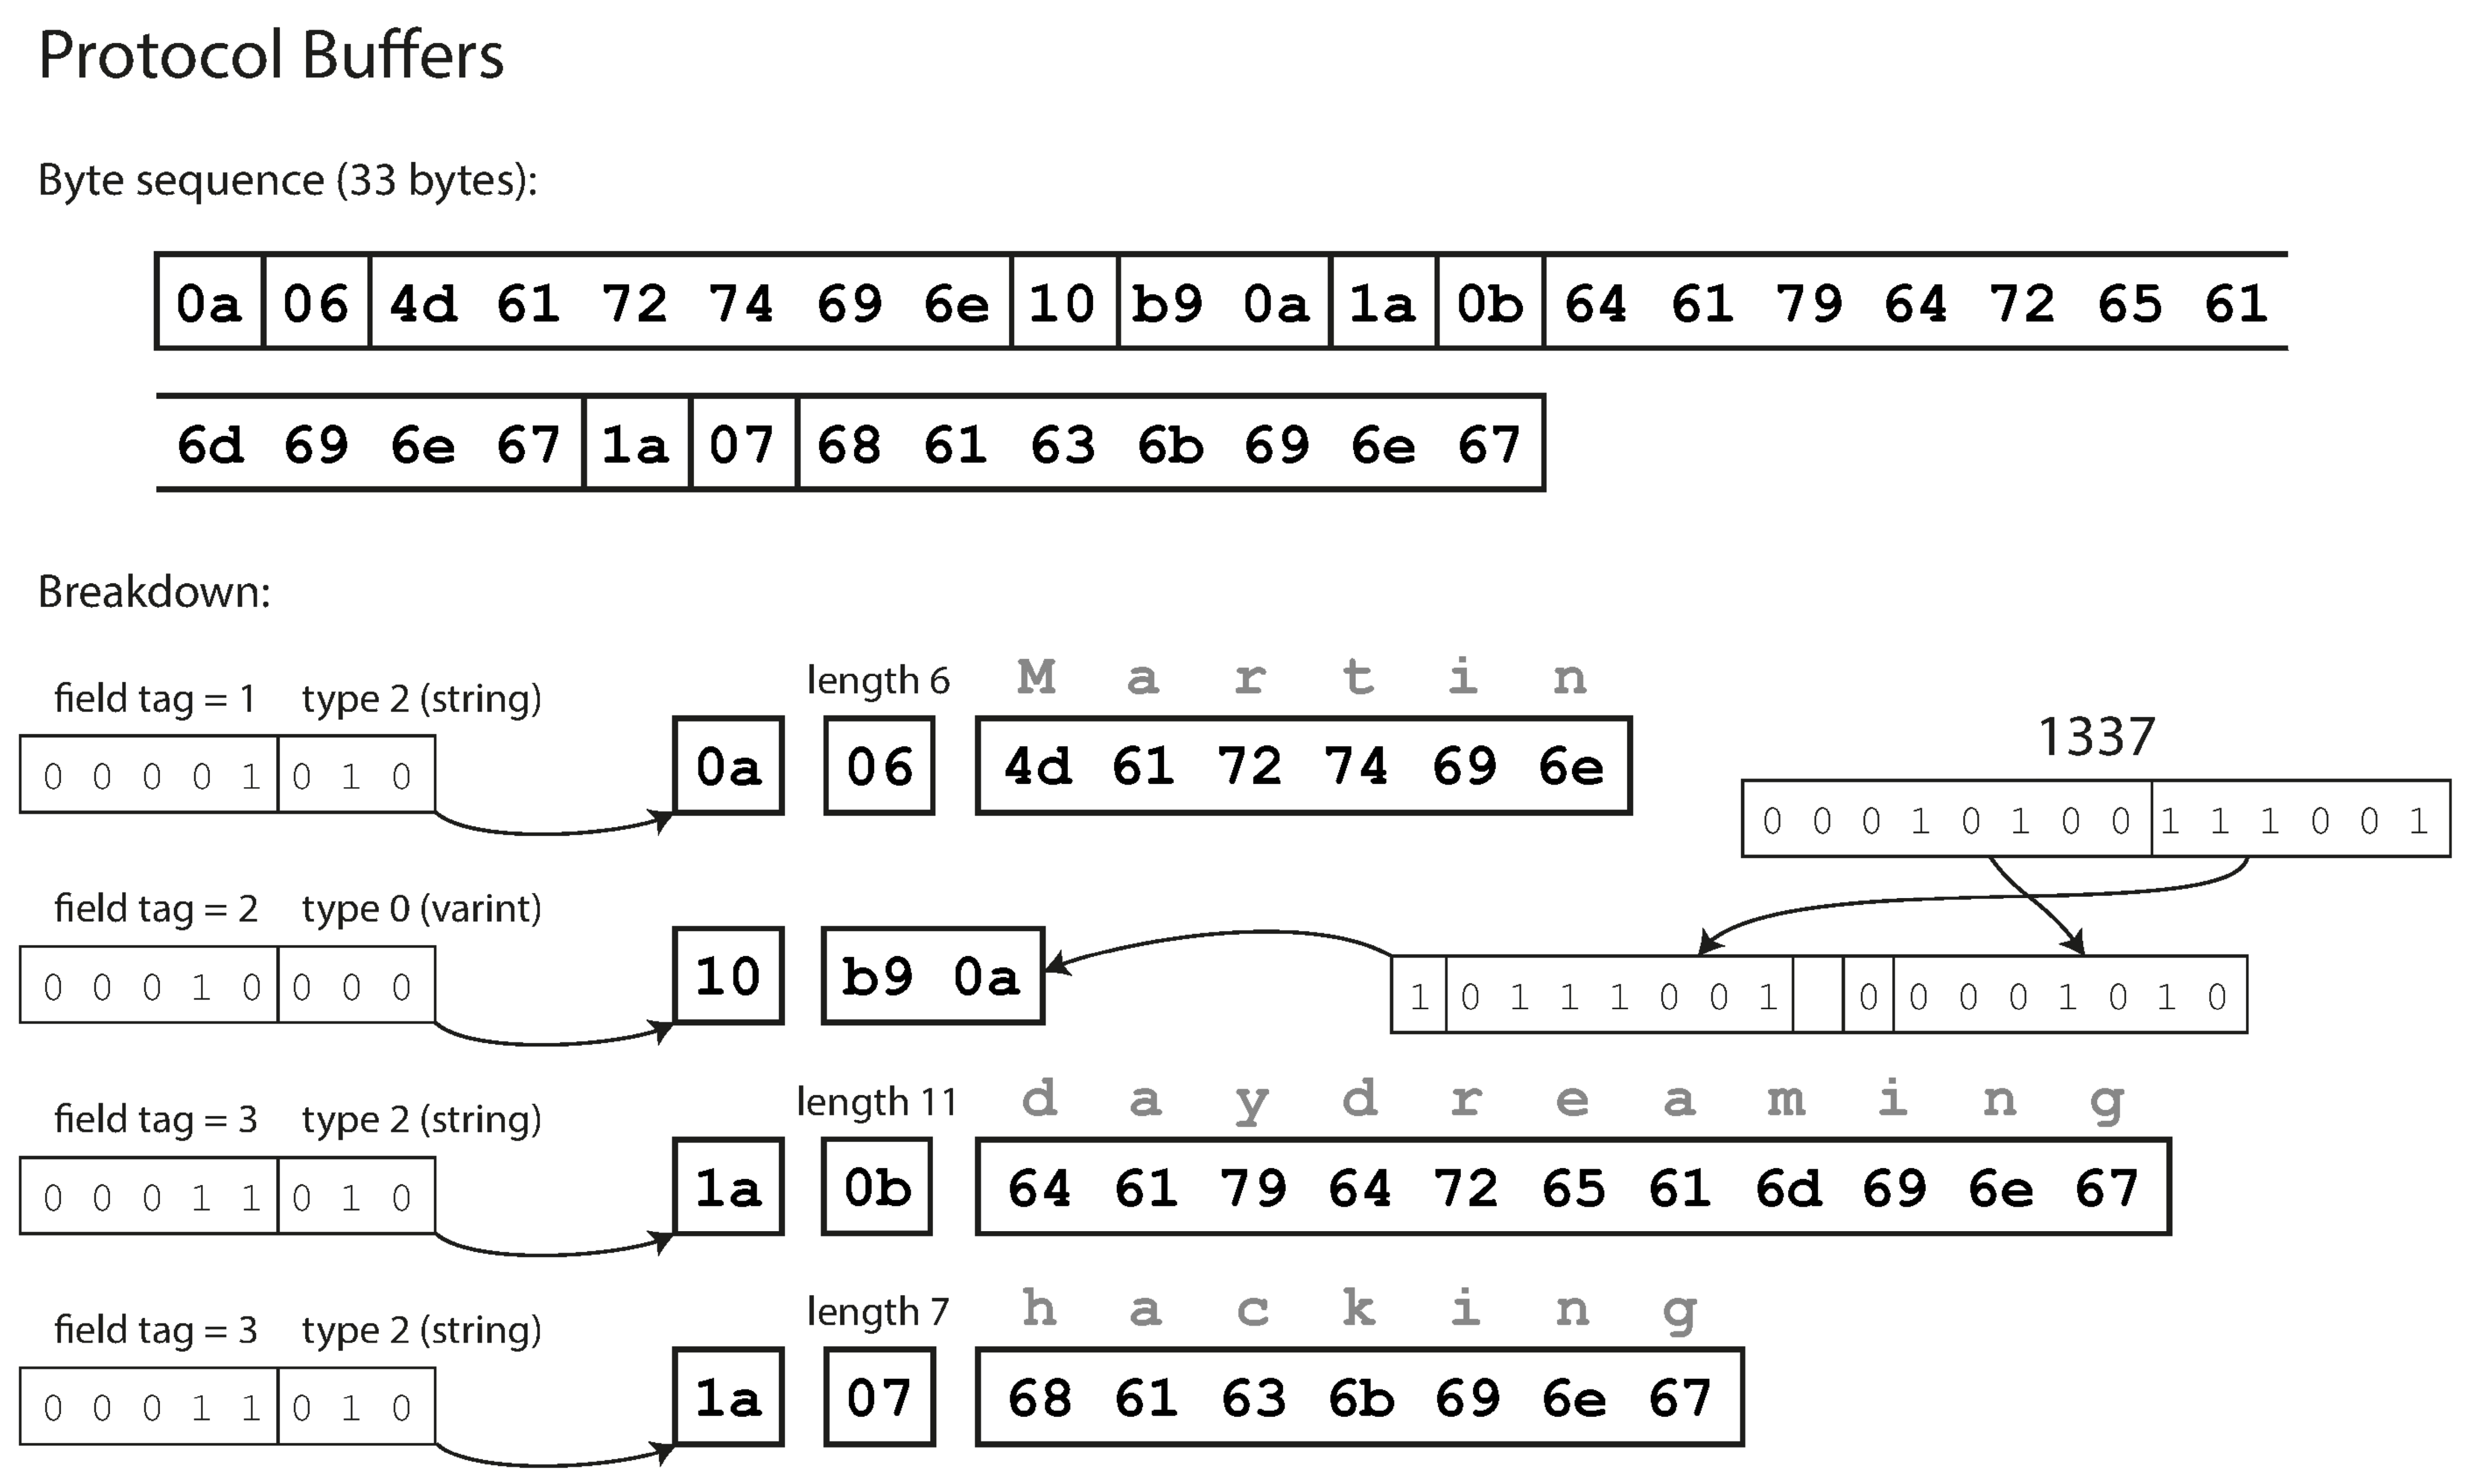 Protocol Buffers
Byte sequence (33 bytes):
0a 06 4d 61 72 74 69 6e 10 b9 0a 1a 0b 64 61 79 64 72 65 61
6d 69 6e 67 1a 07 68 61 63 6b 69 6e 67
Breakdown:
field tag = 1 type 2 (string) length 6 M a r t i n
0 0 0 0 1 0 1 0 0a 06 4d 61 72 74 69 6e
1337
0 0 0 1 0 1 0 0 1 1 1 0 0 1
field tag = 2 type 0 (varint)
0 0 0 1 0 0 0 0 10 b9 0a 1 0 1 1 1 0 0 1 0 0 0 0 1 0 1 0
field tag = 3 type 2 (string) length 11 d a y d r e a m i n g
0 0 0 1 1 0 1 0 1a 0b 64 61 79 64 72 65 61 6d 69 6e 67
field tag = 3 type 2 (string) length 7 h a c k i n g
0 0 0 1 1 0 1 0 1a 07 68 61 63 6b 69 6e 67